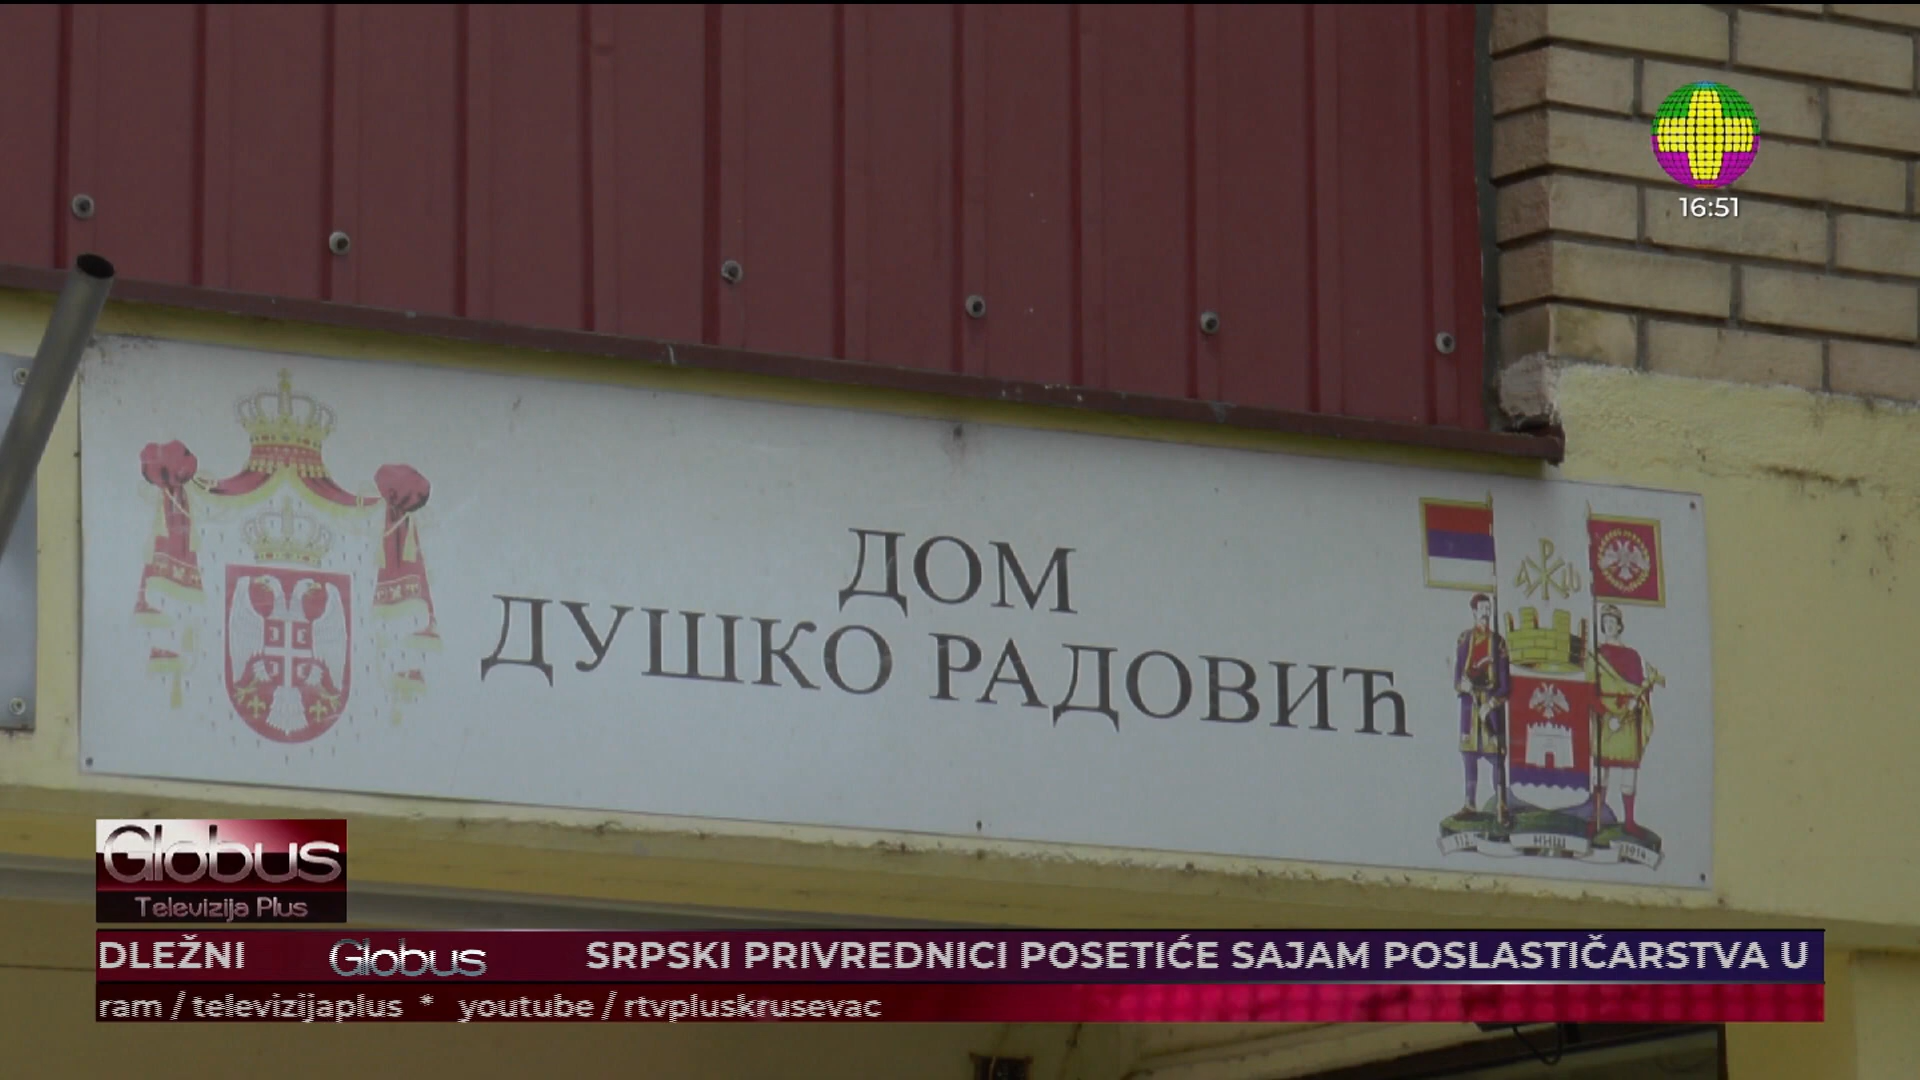 16:51
ДОМ
ДУШКО РАДОВИЋ
НИШ
Globus
Televizija Plus
DLEŽNI Globus SRPSKI PRIVREDNICI POSETIĆE SAJAM POSLASTIČARSTVA U
ram / televizijaplus * youtube / rtvpluskrusevac